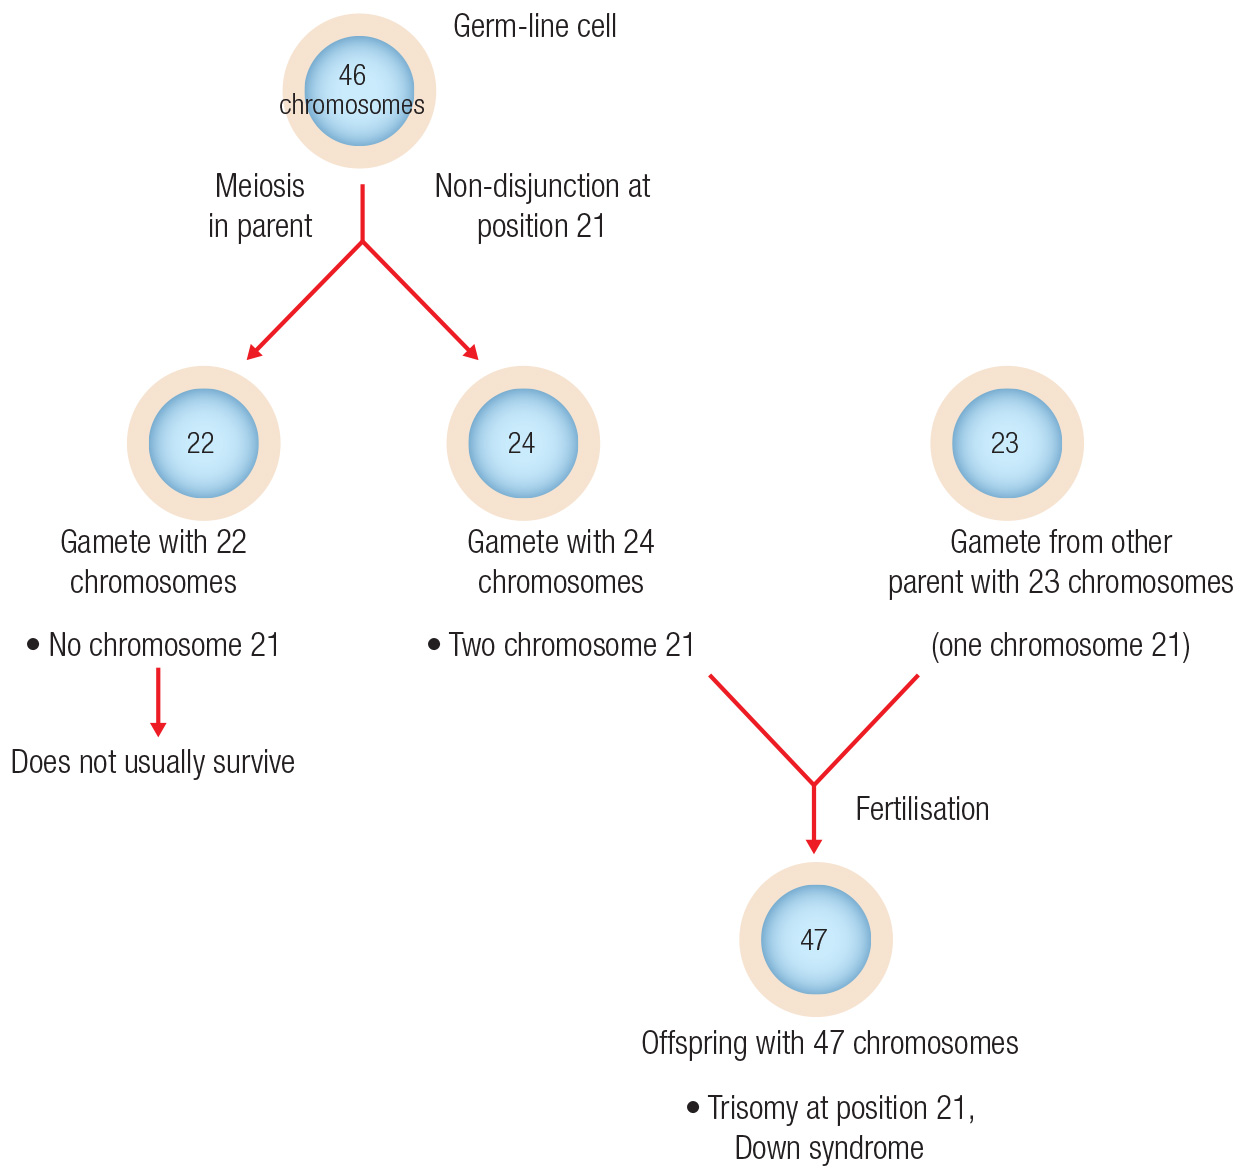 Germ-line cell
46
chromosomes
Meiosis
in parent
Non-disjunction at
position 21
22
24
23
Gamete with 22
chromosomes
Gamete with 24
chromosomes
Gamete from other
parent with 23 chromosomes
• No chromosome 21
• Two chromosome 21
(one chromosome 21)
Does not usually survive
Fertilisation
47
Offspring with 47 chromosomes
• Trisomy at position 21,
Down syndrome